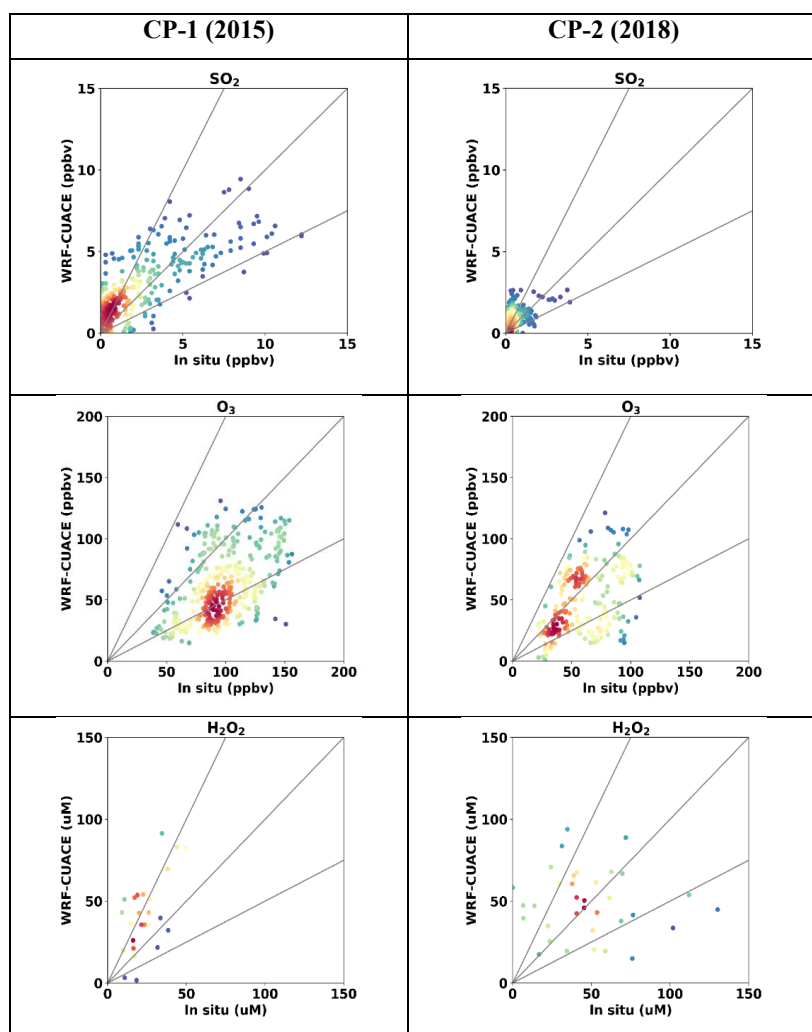 CP-1 (2015)
CP-2 (2018)
SO₂
15
10
5
0
0
5
10
15
WRF-CUACE (ppbv)
In situ (ppbv)
SO₂
15
10
5
0
0
5
10
15
WRF-CUACE (ppbv)
In situ (ppbv)
O₃
200
150
100
50
0
0
50
100
150
200
WRF-CUACE (ppbv)
In situ (ppbv)
O₃
200
150
100
50
0
0
50
100
150
200
WRF-CUACE (ppbv)
In situ (ppbv)
H₂O₂
150
100
50
0
0
50
100
150
WRF-CUACE (uM)
In situ (uM)
H₂O₂
150
100
50
0
0
50
100
150
WRF-CUACE (uM)
In situ (uM)